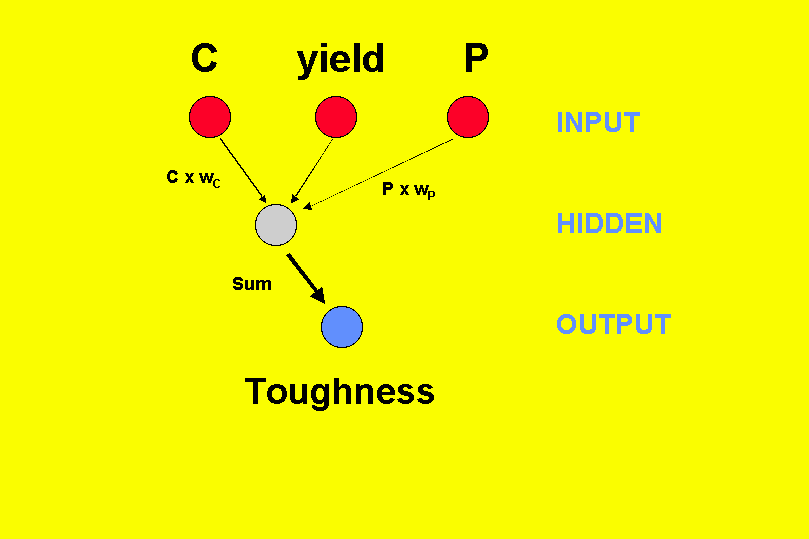 C yield P
INPUT
C x wC
P x wP
HIDDEN
Sum
OUTPUT
Toughness